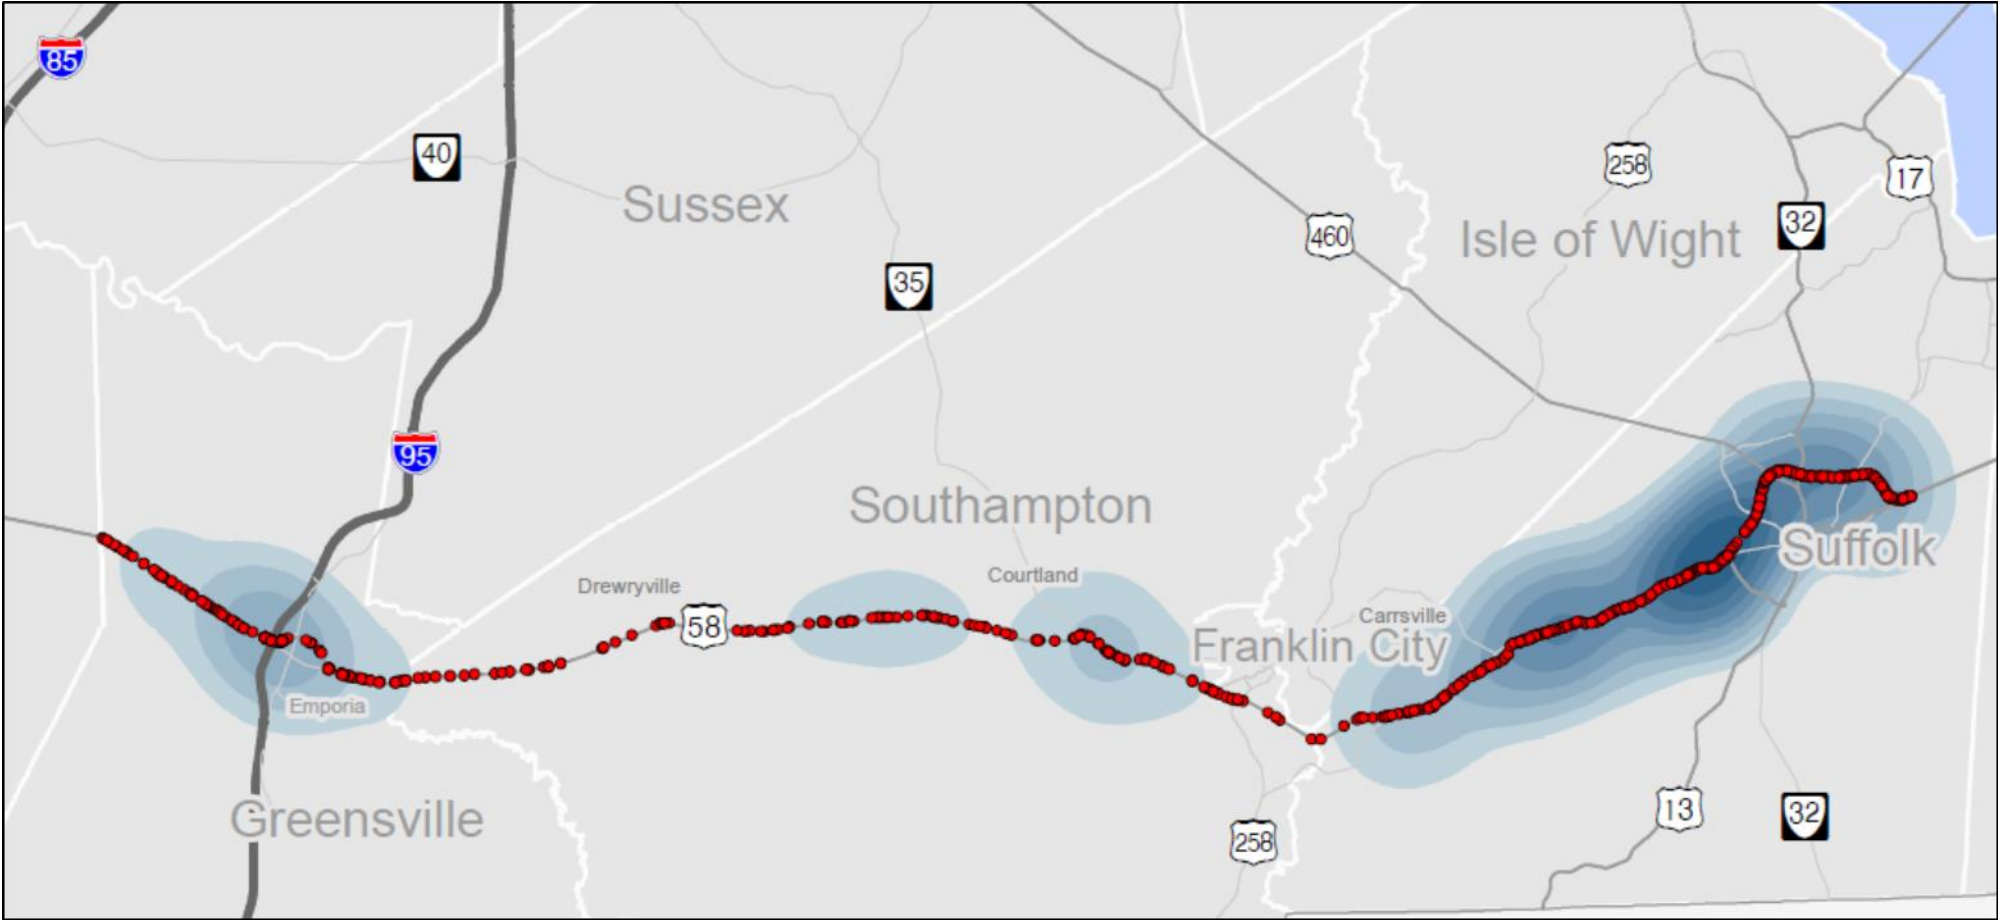 85
40
258
17
Sussex
32
460
Isle of Wight
35
95
Southampton
Suffolk
Courtland
Drewryville
Carrsville
58
Franklin City
Emporia
13
Greensville
32
258